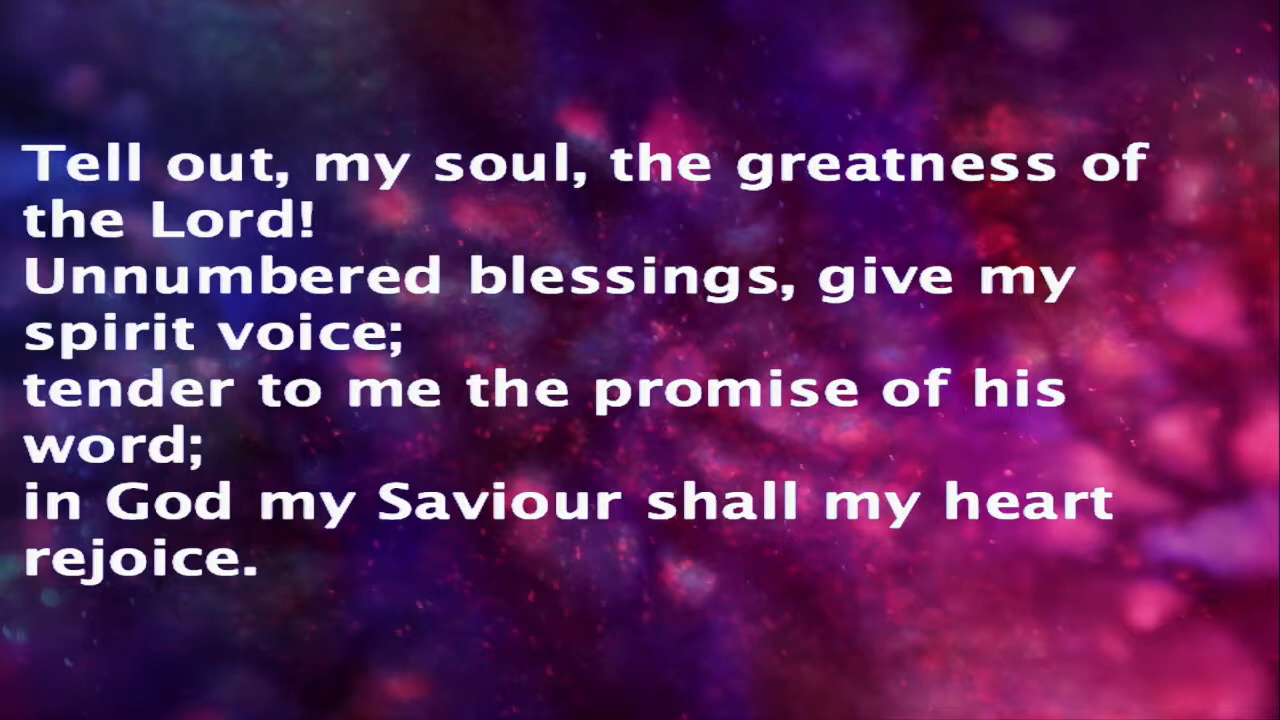 Tell out, my soul, the greatness of
the Lord!
Unnumbered blessings, give my
spirit voice;
tender to me the promise of his
word;
in God my Saviour shall my heart
rejoice.